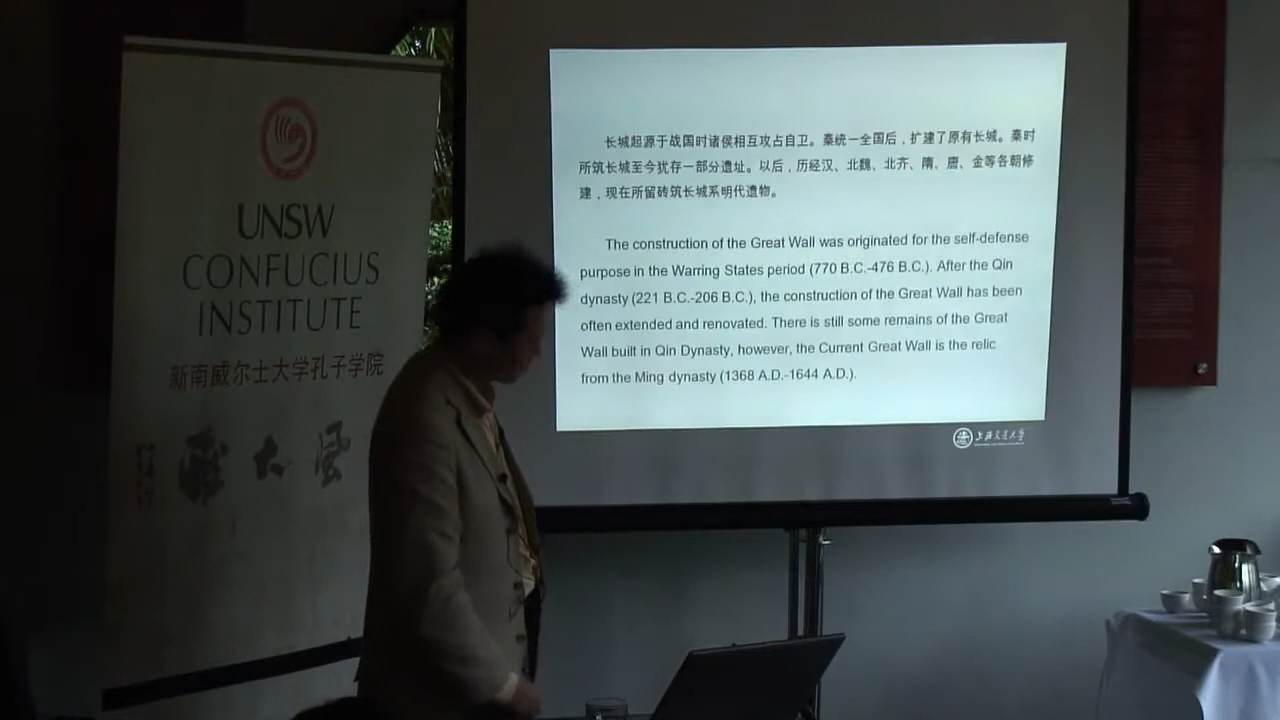 UNSW
CONFUCIUS
INSTITUTE
新南威尔士大学孔子学院
长城起源于战国时诸侯相互攻占自卫。秦统一全国后，扩建了原有长城。秦时
所筑长城至今犹存一部分遗址。以后，历经汉、北魏、北齐、隋、唐、金等各朝修
建，现在所留砖筑长城系明代遗物。
The construction of the Great Wall was originated for the self-defense
purpose in the Warring States period (770 B.C.-476 B.C.). After the Qin
dynasty (221 B.C.-206 B.C.), the construction of the Great Wall has been
often extended and renovated. There is still some remains of the Great
Wall built in Qin Dynasty, however, the Current Great Wall is the relic
from the Ming dynasty (1368 A.D.-1644 A.D.).
上海交通大学